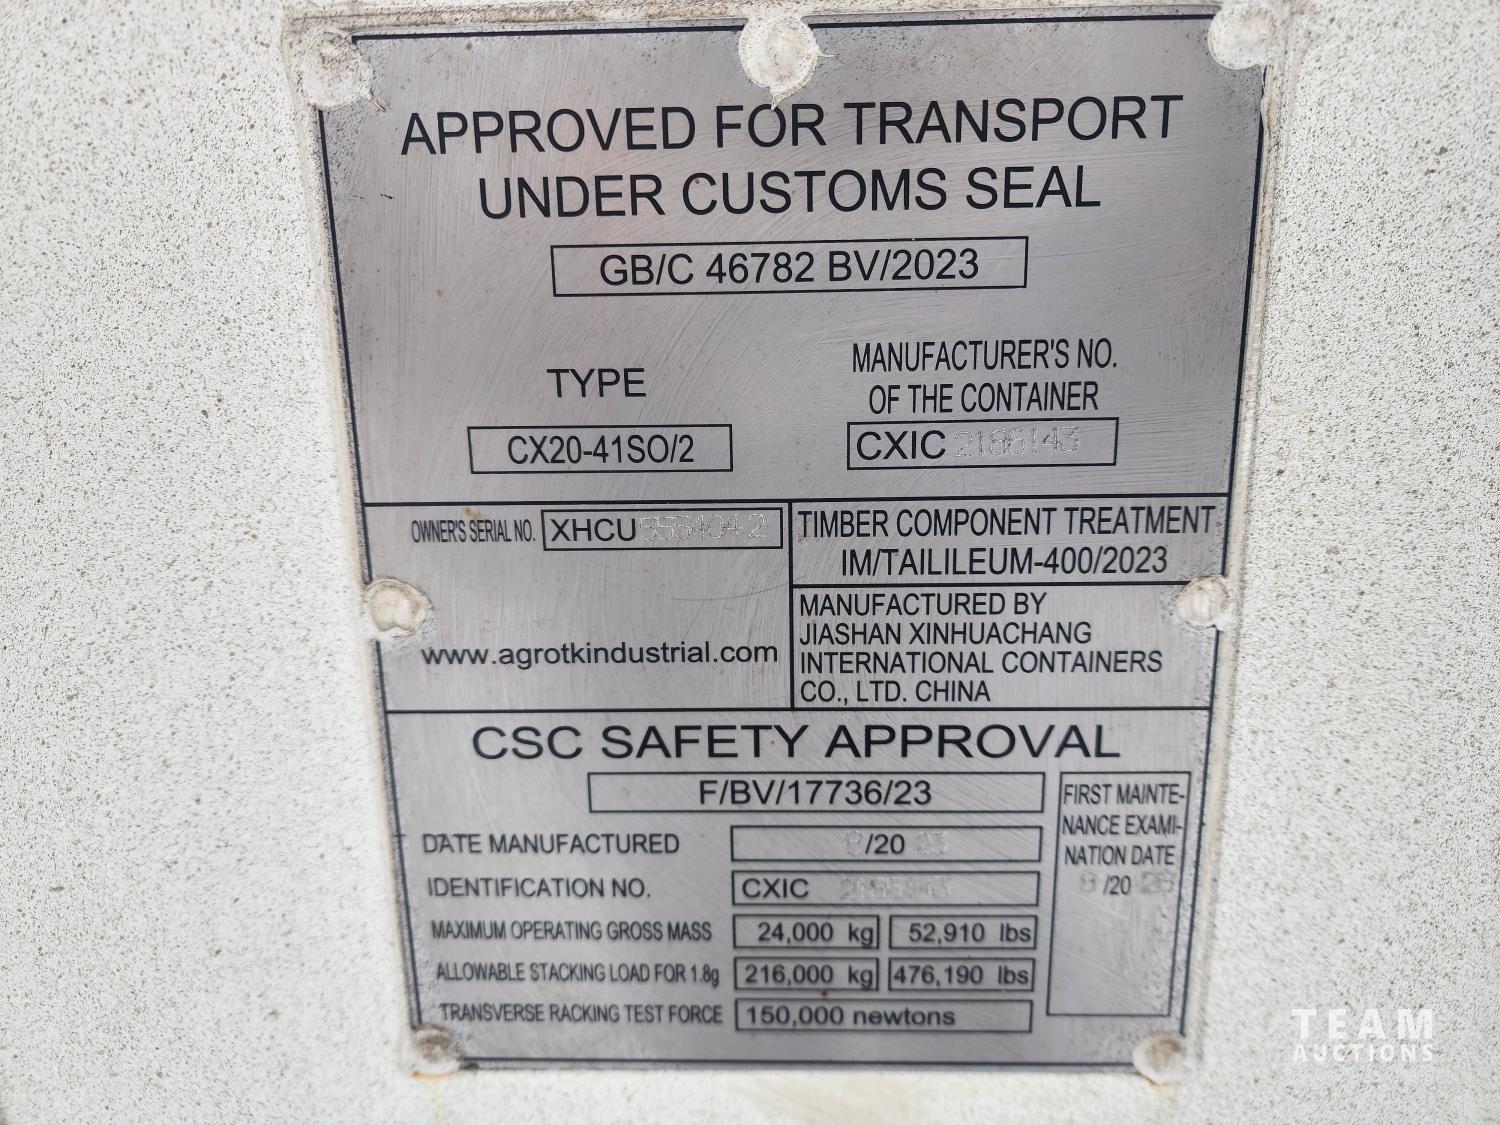 APPROVED FOR TRANSPORT
UNDER CUSTOMS SEAL
GB/C 46782 BV/2023
TYPE
CX20-41SO/2
MANUFACTURER'S NO.
OF THE CONTAINER
CXIC 2186143
OWNER'S SERIAL NO. XHCU
TIMBER COMPONENT TREATMENT
IM/TAILILEUM-400/2023
www.agrotkindustrial.com
MANUFACTURED BY
JIASHAN XINHUACHANG
INTERNATIONAL CONTAINERS
CO., LTD. CHINA
CSC SAFETY APPROVAL
F/BV/17736/23
DATE MANUFACTURED /20
IDENTIFICATION NO. CXIC
MAXIMUM OPERATING GROSS MASS 24,000 kg 52,910 lbs
ALLOWABLE STACKING LOAD FOR 1.8g 216,000 kg 476,190 lbs
TRANSVERSE RACKING TEST FORCE 150,000 newtons
FIRST MAINTE-
NANCE EXAMI-
NATION DATE
/20
TEAM
AUCTIONS